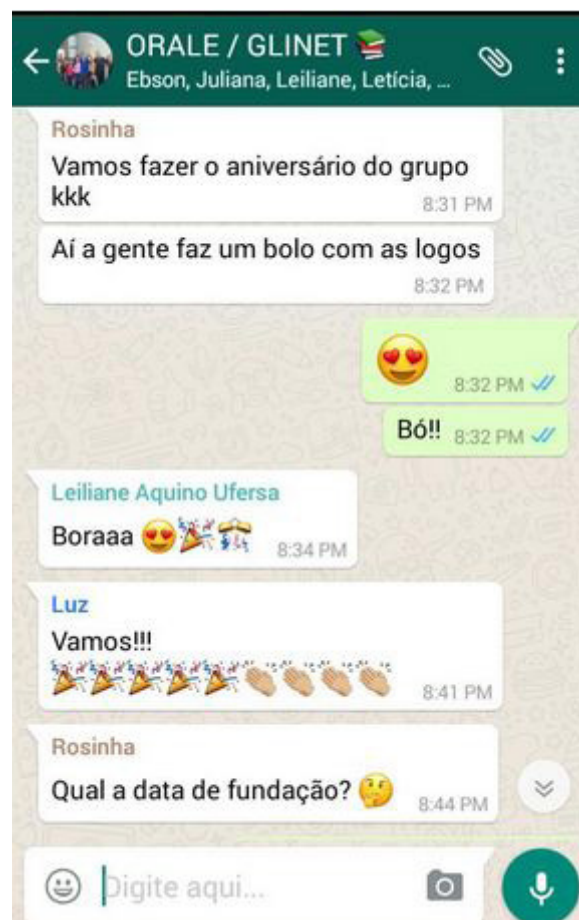 ORALE / GLINET 📚
Ebson, Juliana, Leiliane, Letícia, ...
Rosinha
Vamos fazer o aniversário do grupo
kkk
8:31 PM
Aí a gente faz um bolo com as logos
8:32 PM
😍 8:32 PM
Bó!! 8:32 PM
Leiliane Aquino Ufersa
Boraaa 😍🎉🎊 8:34 PM
Luz
Vamos!!!
🎉🎉🎉🎉🎉👏🏼👏🏼👏🏼👏🏼 8:41 PM
Rosinha
Qual a data de fundação? 🤔 8:44 PM
Digite aqui...